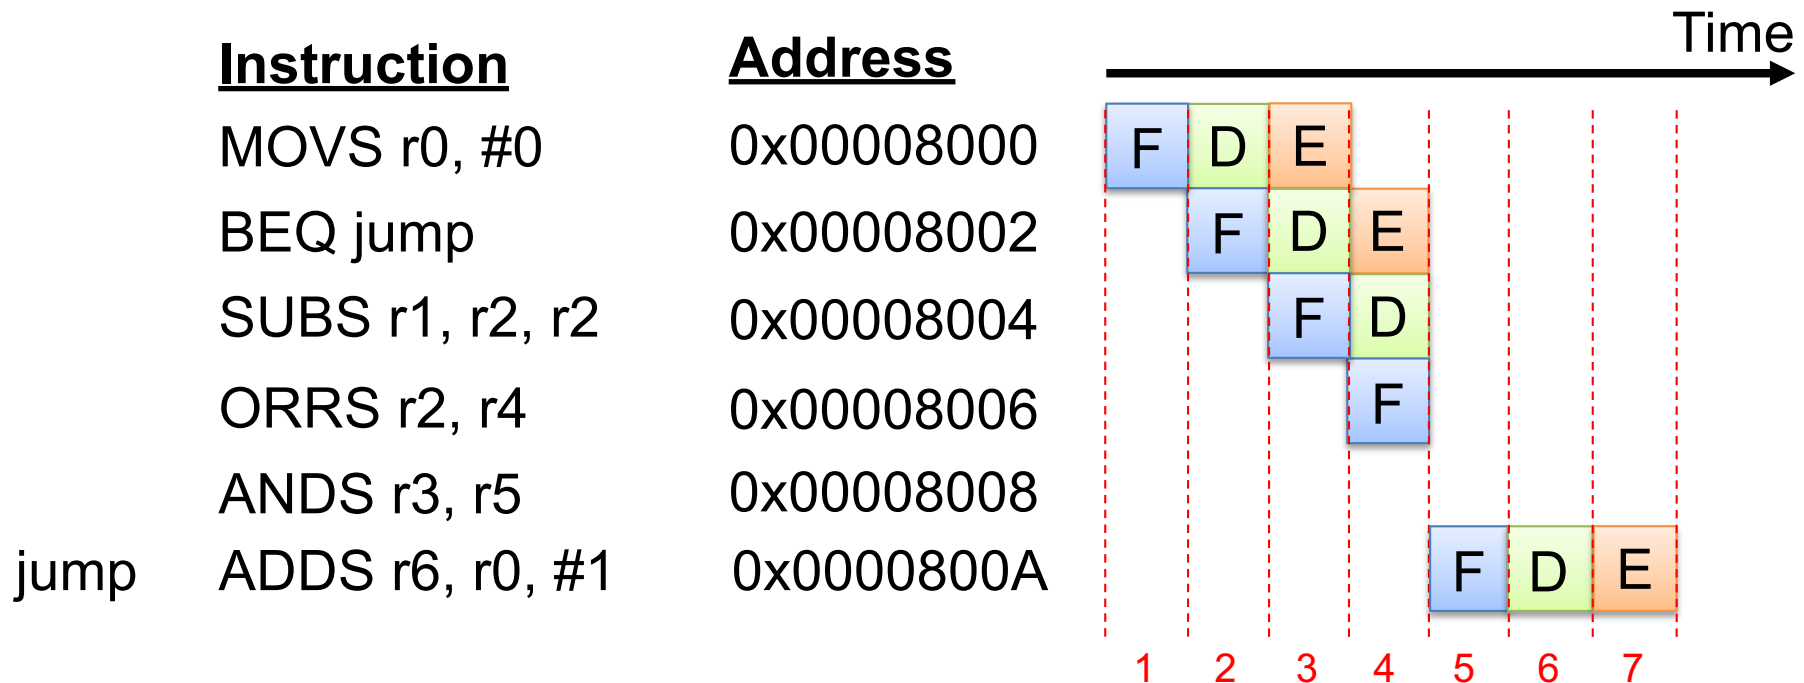 Time
Instruction Address
MOVS r0, #0 0x00008000 F D E
BEQ jump 0x00008002 F D E
SUBS r1, r2, r2 0x00008004 F D
ORRS r2, r4 0x00008006 F
ANDS r3, r5 0x00008008
jump ADDS r6, r0, #1 0x0000800A F D E
1 2 3 4 5 6 7